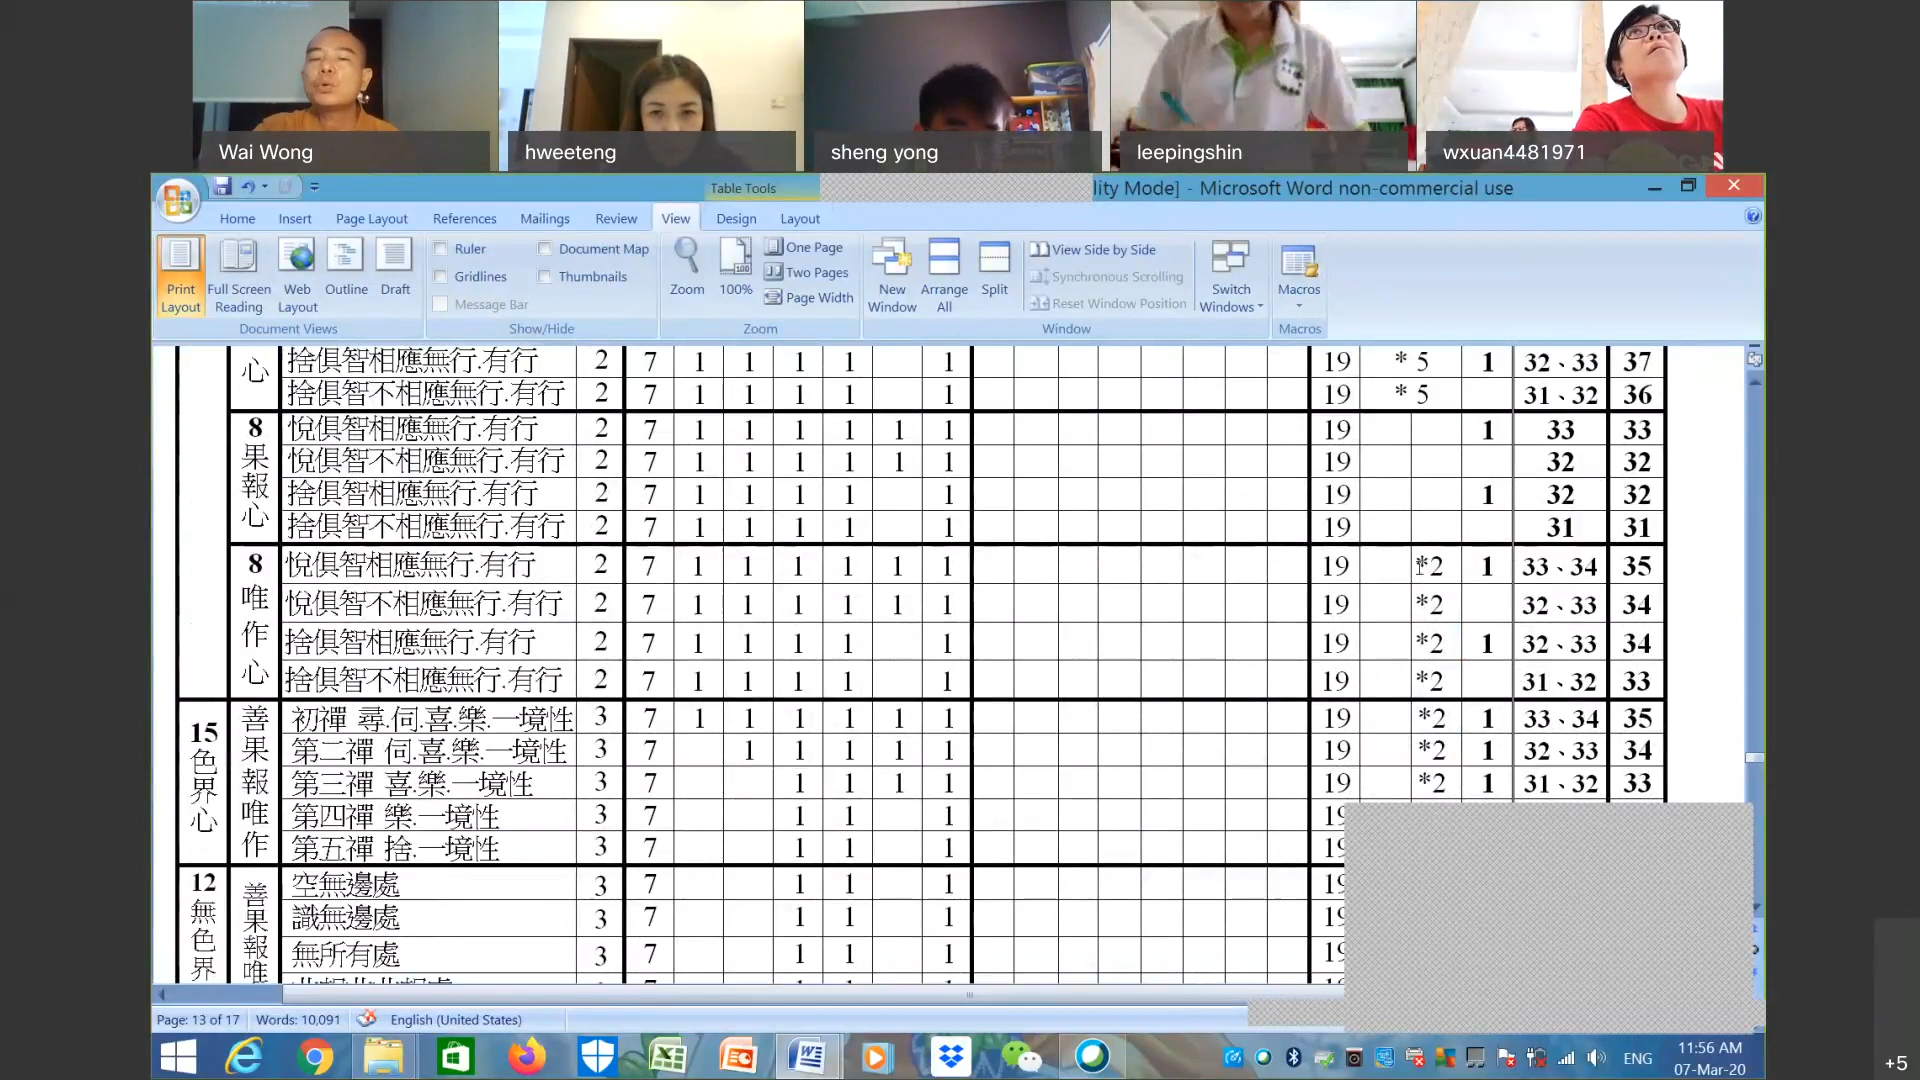 Wai Wong
hweeteng
sheng yong
leepingshin
wxuan4481971
Table Tools
lity Mode] - Microsoft Word non-commercial use
Home Insert Page Layout References Mailings Review View Design Layout
Print Layout
Full Screen Reading
Web Layout
Outline
Draft
Document Views
Ruler
Gridlines
Message Bar
Document Map
Thumbnails
Show/Hide
Zoom
100%
One Page
Two Pages
Page Width
Zoom
New Window
Arrange All
Split
View Side by Side
Synchronous Scrolling
Reset Window Position
Switch Windows
Window
Macros
Macros
心
捨俱智相應無行.有行 2 7 1 1 1 1 1 19 * 5 1 32、33 37
捨俱智不相應無行.有行 2 7 1 1 1 1 1 19 * 5 31、32 36
8 果報心
悅俱智相應無行.有行 2 7 1 1 1 1 1 1 19 1 33 33
悅俱智不相應無行.有行 2 7 1 1 1 1 1 1 19 32 32
捨俱智相應無行.有行 2 7 1 1 1 1 1 19 1 32 32
捨俱智不相應無行.有行 2 7 1 1 1 1 1 19 31 31
8 唯作心
悅俱智相應無行.有行 2 7 1 1 1 1 1 1 19 *2 1 33、34 35
悅俱智不相應無行.有行 2 7 1 1 1 1 1 1 19 *2 32、33 34
捨俱智相應無行.有行 2 7 1 1 1 1 1 19 *2 1 32、33 34
捨俱智不相應無行.有行 2 7 1 1 1 1 1 19 *2 31、32 33
15 色界心
善果報唯作
初禪 尋.伺.喜.樂.一境性 3 7 1 1 1 1 1 1 19 *2 1 33、34 35
第二禪 伺.喜.樂.一境性 3 7 1 1 1 1 1 19 *2 1 32、33 34
第三禪 喜.樂.一境性 3 7 1 1 1 1 19 *2 1 31、32 33
第四禪 樂.一境性 3 7 1 1 1
第五禪 捨.一境性 3 7 1 1 1
12 無色界
善果報唯
空無邊處 3 7 1 1 1
識無邊處 3 7 1 1 1
無所有處 3 7 1 1 1
Page: 13 of 17 Words: 10,091 English (United States)
ENG
11:56 AM
07-Mar-20
+5